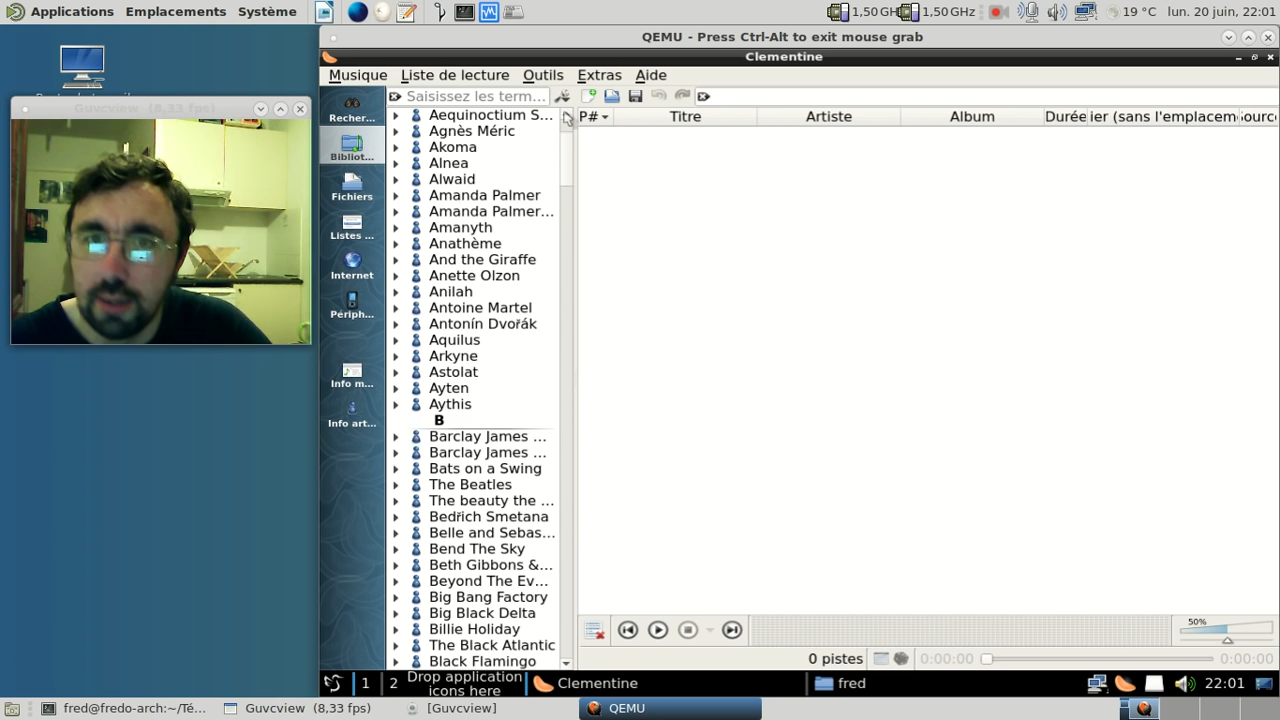 Applications Emplacements Système
1,50 GH 1,50 GHz 19 °C lun. 20 juin, 22:01
QEMU - Press Ctrl-Alt to exit mouse grab
Clementine
Guvcview (8,33 fps)
Musique Liste de lecture Outils Extras Aide
Saisissez les term...
Recher...
Bibliot...
Fichiers
Listes ...
Internet
Périph...
Info m...
Info art...
Aequinoctium S...
Agnès Méric
Akoma
Alnea
Alwaid
Amanda Palmer
Amanda Palmer...
Amanyth
Anathème
And the Giraffe
Anette Olzon
Anilah
Antoine Martel
Antonín Dvořák
Aquilus
Arkyne
Astolat
Ayten
Aythis
B
Barclay James ...
Barclay James ...
Bats on a Swing
The Beatles
The beauty the ...
Bedřich Smetana
Belle and Sebas...
Bend The Sky
Beth Gibbons &...
Beyond The Ev...
Big Bang Factory
Big Black Delta
Billie Holiday
The Black Atlantic
Black Flamingo
P# Titre Artiste Album Durée ier (sans l'emplacem Sourc
50%
0 pistes 0:00:00 0:00:00
1 2 Drop application
icons here
Clementine fred 22:01
fred@fredo-arch:~/Té... Guvcview (8,33 fps) [Guvcview] QEMU